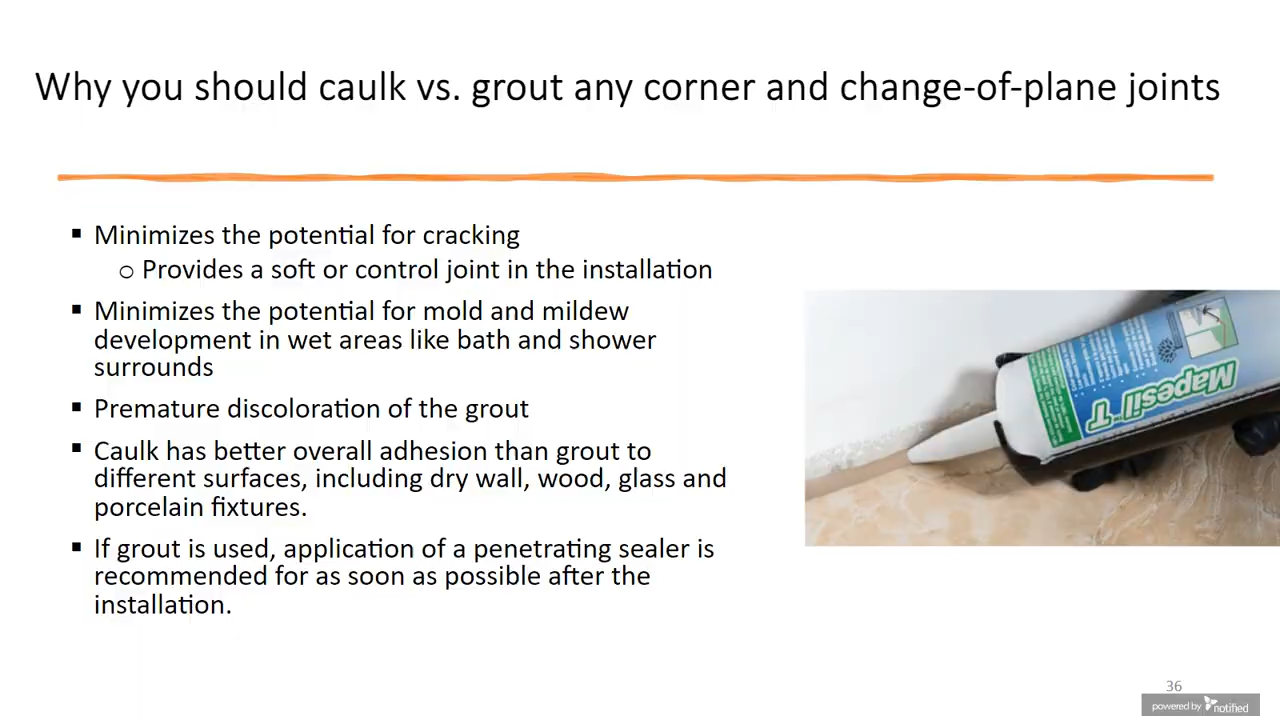 Why you should caulk vs. grout any corner and change-of-plane joints
▪ Minimizes the potential for cracking
o Provides a soft or control joint in the installation
▪ Minimizes the potential for mold and mildew
development in wet areas like bath and shower
surrounds
▪ Premature discoloration of the grout
▪ Caulk has better overall adhesion than grout to
different surfaces, including dry wall, wood, glass and
porcelain fixtures.
▪ If grout is used, application of a penetrating sealer is
recommended for as soon as possible after the
installation.
Mapesil T
36
powered by notified